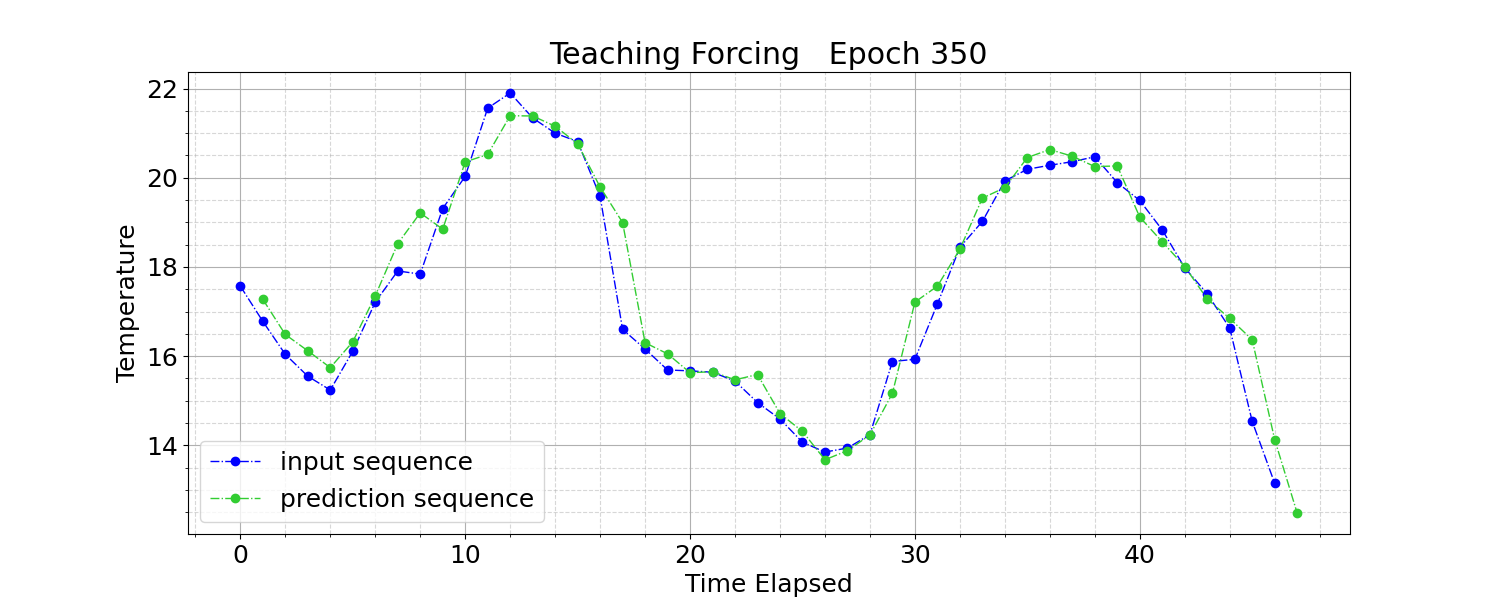 Teaching Forcing   Epoch 350
22
20
18
16
14
Temperature
input sequence
prediction sequence
0 10 20 30 40
Time Elapsed